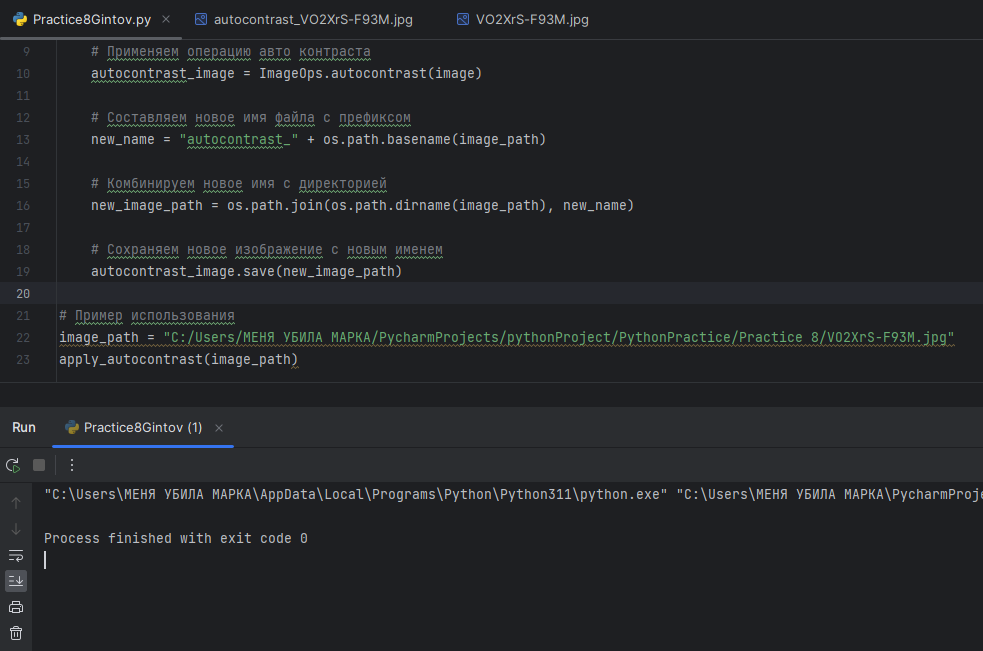 Practice8Gintov.py autocontrast_VO2XrS-F93M.jpg VO2XrS-F93M.jpg
9 # Применяем операцию авто контраста
10 autocontrast_image = ImageOps.autocontrast(image)
11
12 # Составляем новое имя файла с префиксом
13 new_name = "autocontrast_" + os.path.basename(image_path)
14
15 # Комбинируем новое имя с директорией
16 new_image_path = os.path.join(os.path.dirname(image_path), new_name)
17
18 # Сохраняем новое изображение с новым именем
19 autocontrast_image.save(new_image_path)
20
21 # Пример использования
22 image_path = "C:/Users/МЕНЯ УБИЛА МАРКА/PycharmProjects/pythonProject/PythonPractice/Practice 8/VO2XrS-F93M.jpg"
23 apply_autocontrast(image_path)
Run Practice8Gintov (1)
"C:\Users\МЕНЯ УБИЛА МАРКА\AppData\Local\Programs\Python\Python311\python.exe" "C:\Users\МЕНЯ УБИЛА МАРКА\PycharmProje
Process finished with exit code 0